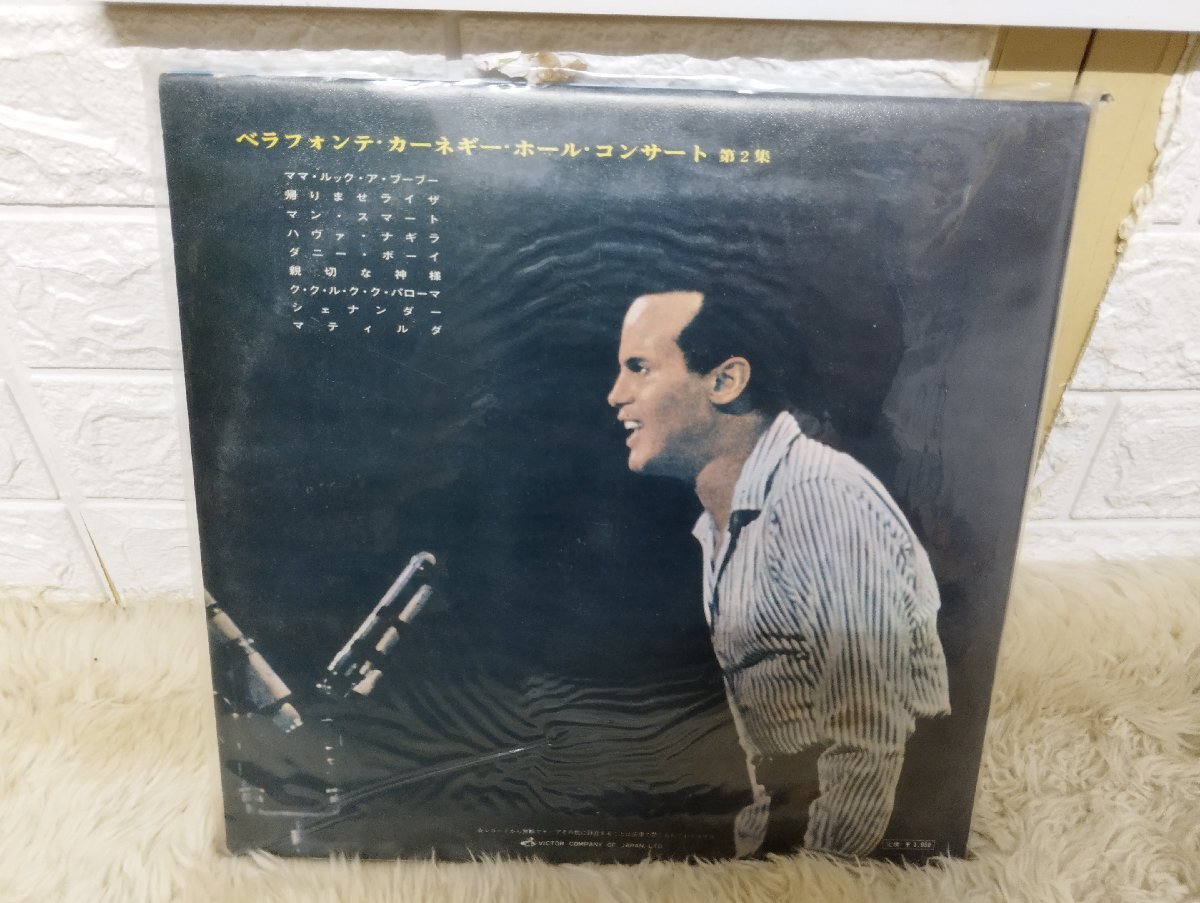 ベラフォンテ・カーネギー・ホール・コンサート 第2集
ママ・ルック・ア・ブーブー
帰りませライザ
マン・スマート
ハヴァ・ナギラ
ダニー・ボーイ
親切な神様
ク・ク・ル・ク・ク・パローマ
シェナンダー
マティルダ
VICTOR COMPANY OF JAPAN, LTD.
定価 ¥